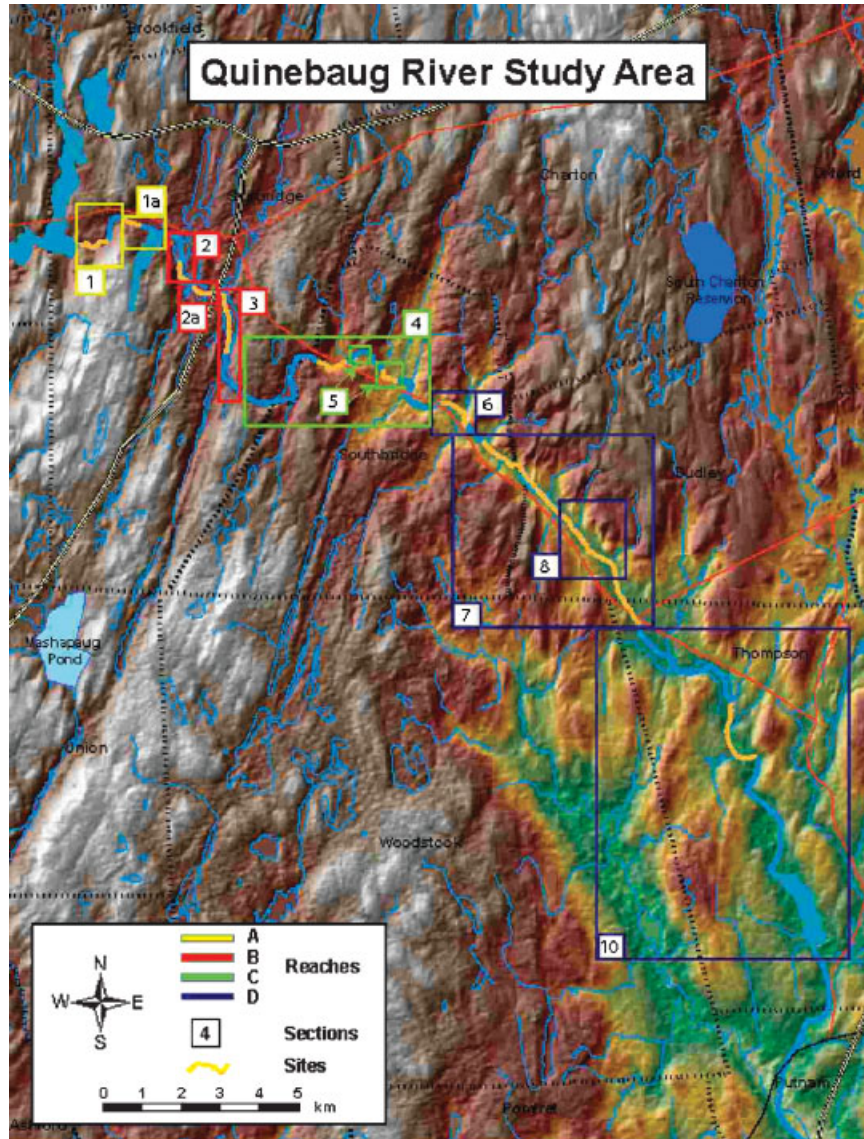 Brookfield
Quinebaug River Study Area
Charlton
1a
2
1
2a
3
South Charlton
Reservior
4
5
6
Southbridge
Dudley
8
7
Mashapaug
Pond
Thompson
Union
Woodstock
10
A
B
C
D
Reaches
N
W E
S
4 Sections
Sites
0 1 2 3 4 5
km
Putnam
Pomfret